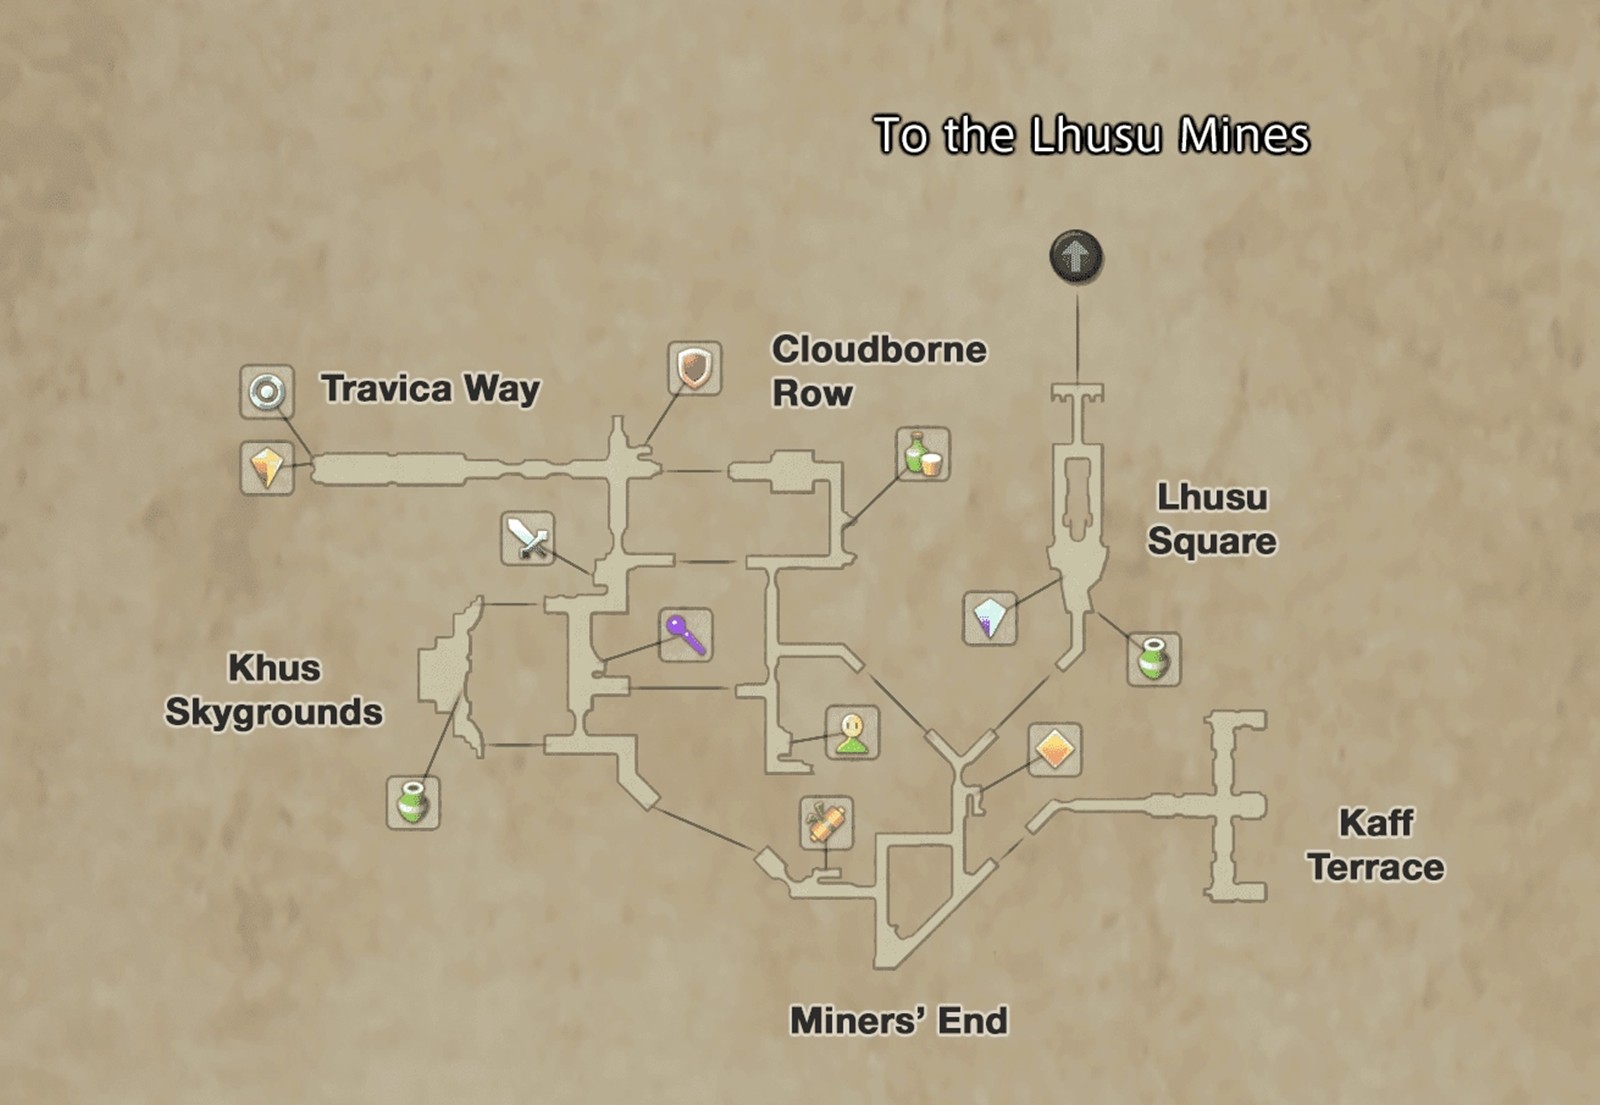 To the Lhusu Mines
Cloudborne
Row
Travica Way
Lhusu
Square
Khus
Skygrounds
Kaff
Terrace
Miners’ End